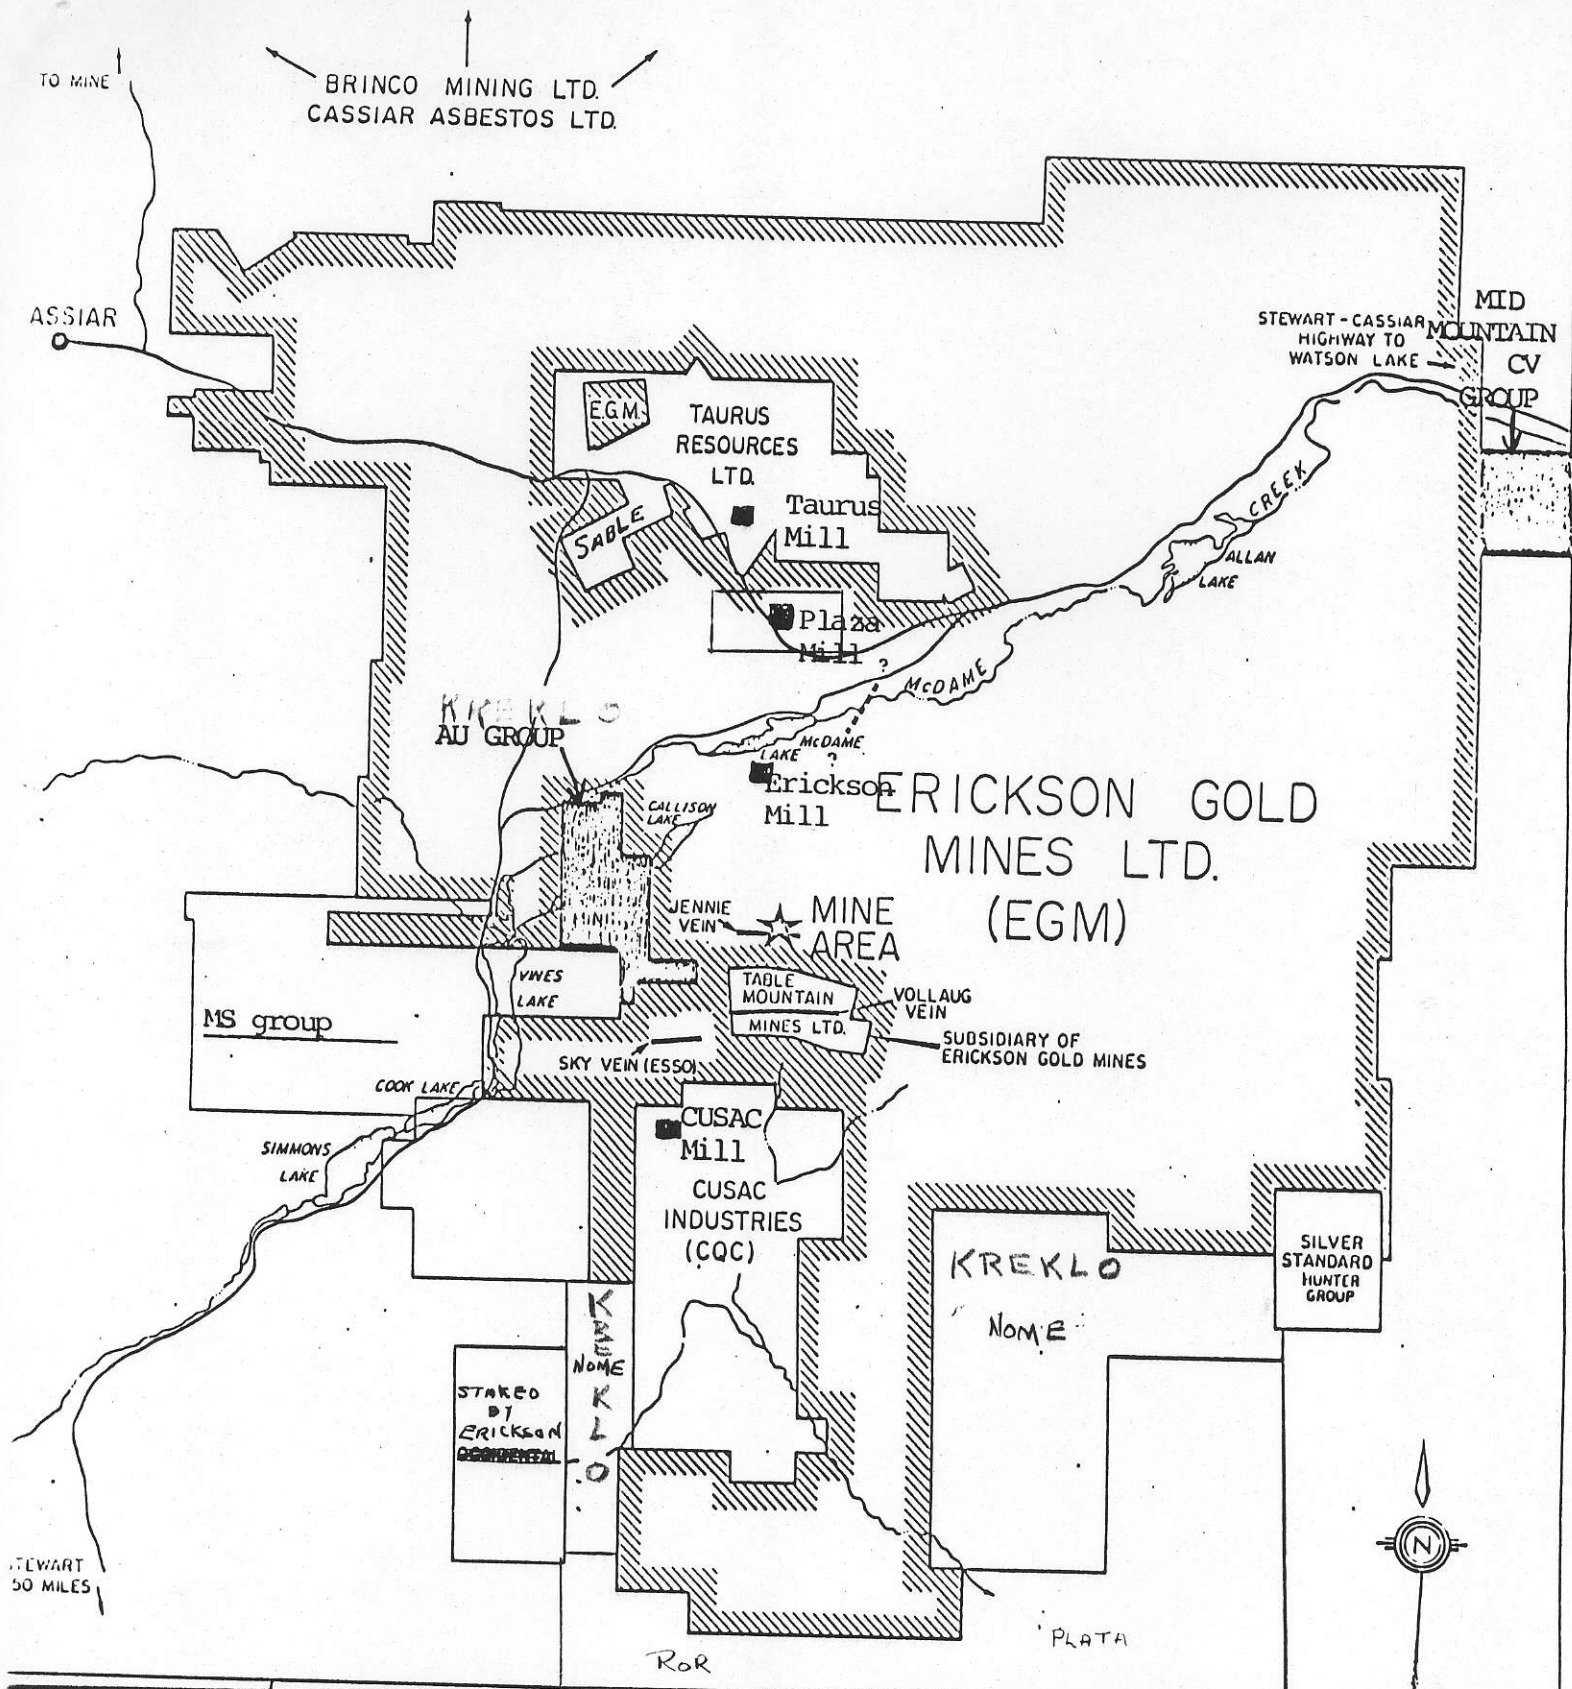 TO MINE
BRINCO MINING LTD.
CASSIAR ASBESTOS LTD.
ASSIAR
STEWART-CASSIAR
HIGHWAY TO
WATSON LAKE
MID
MOUNTAIN
CV
GROUP
E.G.M.
TAURUS
RESOURCES
LTD.
SABLE
Taurus
Mill
CREEK
ALLAN
LAKE
Plaza
Mill
?
McDAME
KREKLO
AU GROUP
McDAME
LAKE
?
Erickson
Mill
CALLISON
LAKE
ERICKSON GOLD
MINES LTD.
(EGM)
JENNIE
VEIN
MINE
AREA
VINES
LAKE
TABLE
MOUNTAIN
MINES LTD.
VOLLAUG
VEIN
MS group
SUBSIDIARY OF
ERICKSON GOLD MINES
SKY VEIN (ESSO)
COOK LAKE
SIMMONS
LAKE
CUSAC
Mill
CUSAC
INDUSTRIES
(CQC)
KREKLO
NOME
SILVER
STANDARD
HUNTER
GROUP
KREKLO
NOME
STAKED
BY
ERICKSON
OCCIDENTAL
N
TEWART
50 MILES
ROR
PLATA